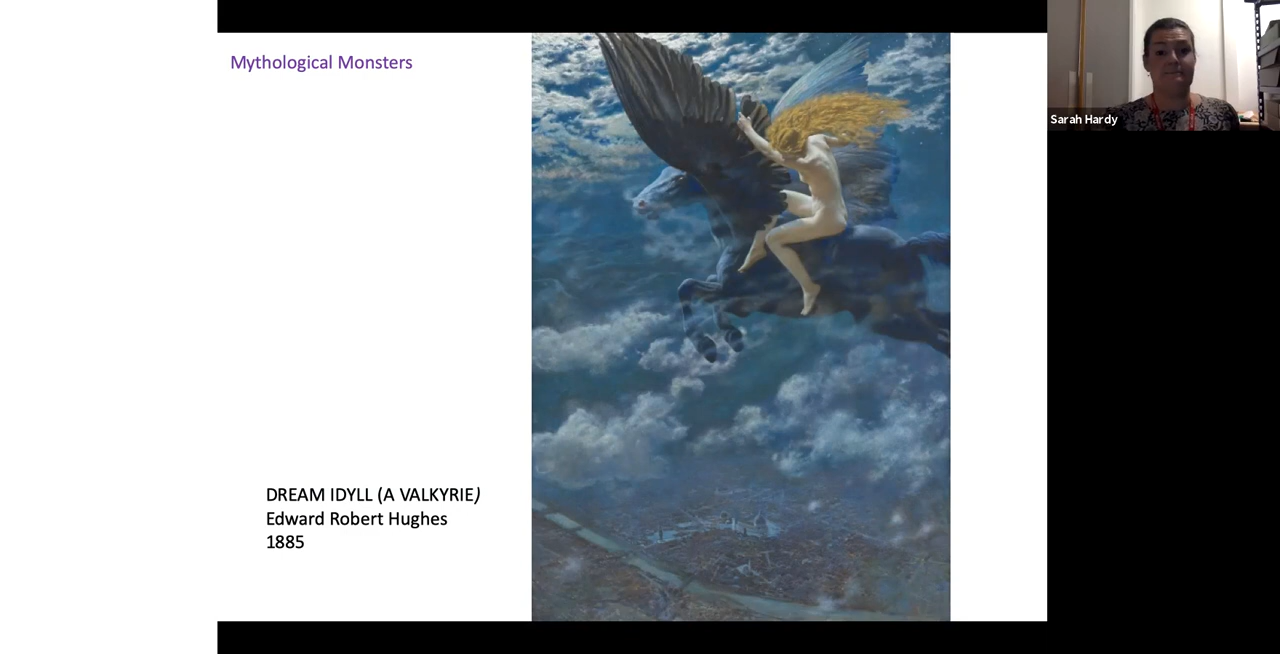 Mythological Monsters
Sarah Hardy
DREAM IDYLL (A VALKYRIE)
Edward Robert Hughes
1885